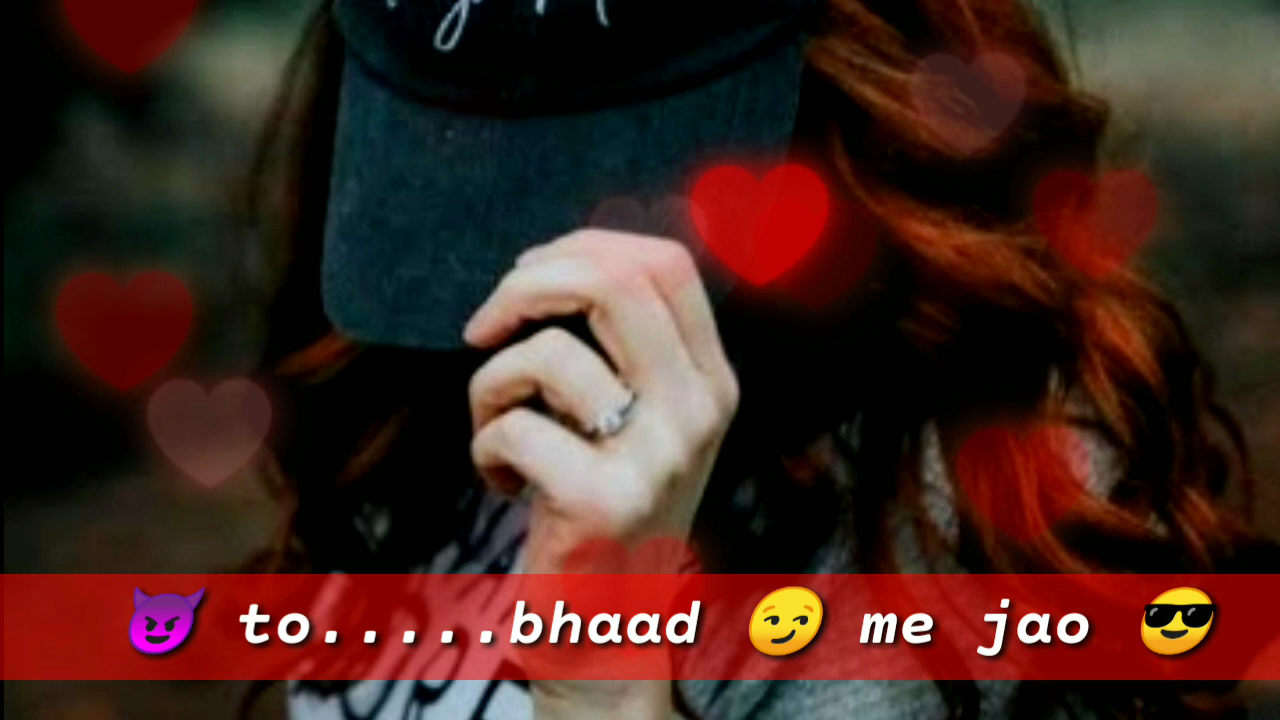 😈 to.....bhaad 😏 me jao 😎